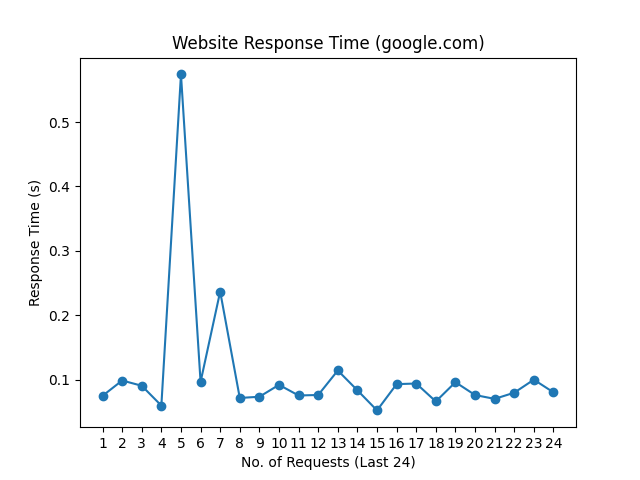 Website Response Time (google.com)
Response Time (s)
0.5
0.4
0.3
0.2
0.1
1 2 3 4 5 6 7 8 9 10 11 12 13 14 15 16 17 18 19 20 21 22 23 24
No. of Requests (Last 24)